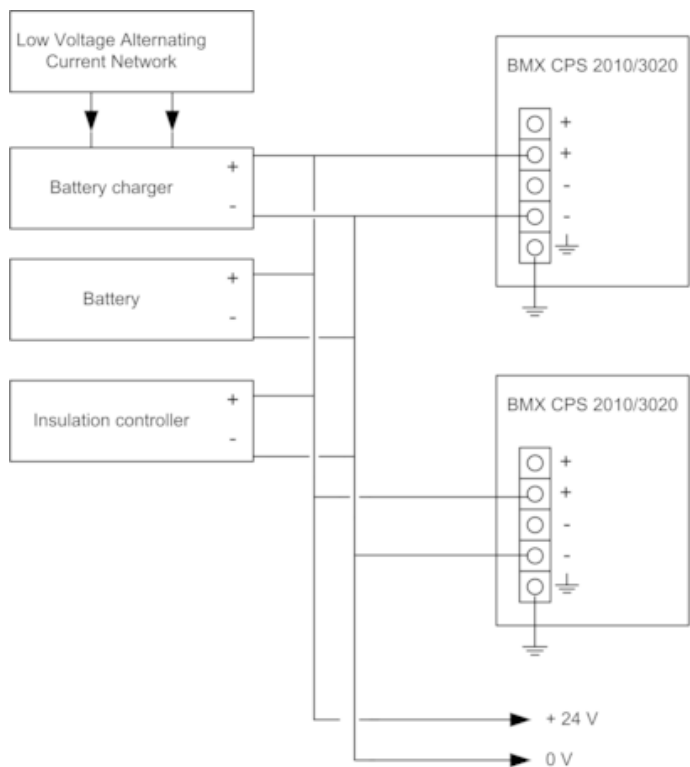 Low Voltage Alternating
Current Network
BMX CPS 2010/3020
+
+
-
-
Battery charger
+
-
Battery
+
-
Insulation controller
+
-
BMX CPS 2010/3020
+
+
-
-
+ 24 V
0 V